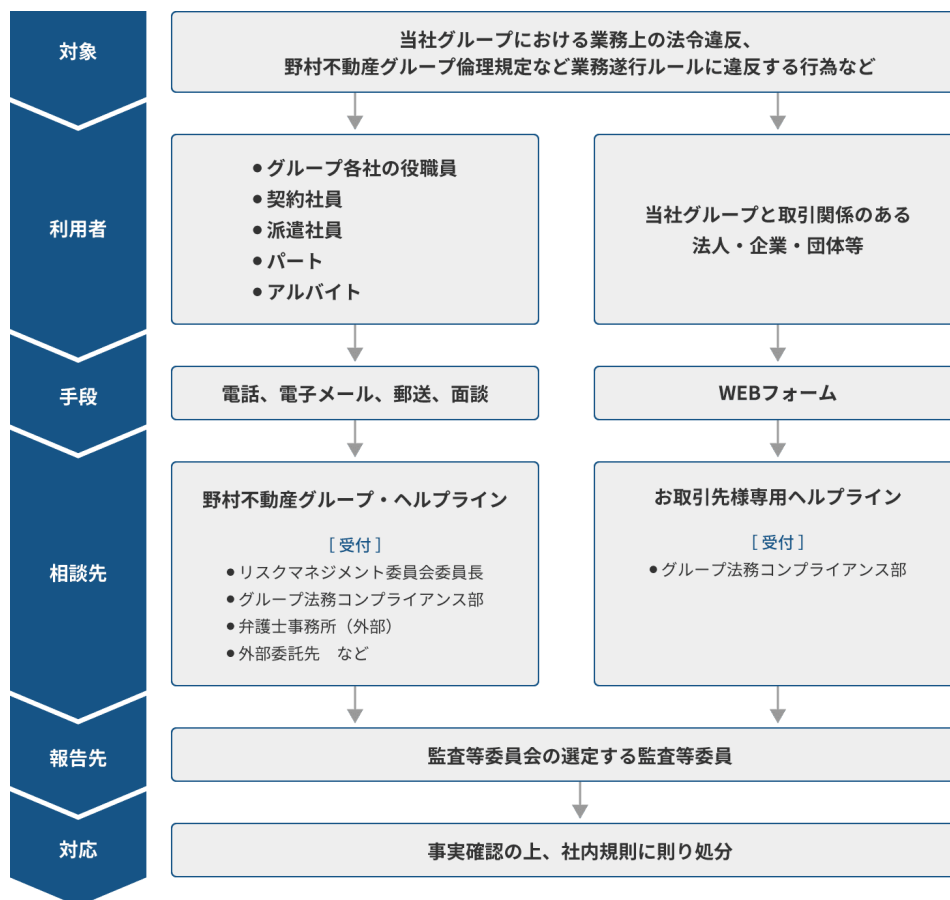 対象
当社グループにおける業務上の法令違反、
野村不動産グループ倫理規定など業務遂行ルールに違反する行為など
利用者
● グループ各社の役職員
● 契約社員
● 派遣社員
● パート
● アルバイト
当社グループと取引関係のある
法人・企業・団体等
手段
電話、電子メール、郵送、面談
WEBフォーム
相談先
野村不動産グループ・ヘルプライン
［ 受付 ］
● リスクマネジメント委員会委員長
● グループ法務コンプライアンス部
● 弁護士事務所（外部）
● 外部委託先　など
お取引先様専用ヘルプライン
［ 受付 ］
● グループ法務コンプライアンス部
報告先
監査等委員会の選定する監査等委員
対応
事実確認の上、社内規則に則り処分